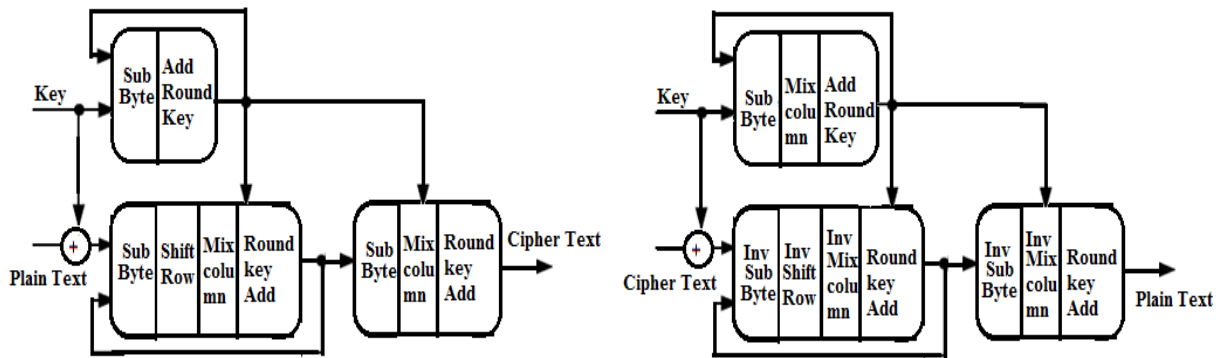 Sub
Byte
Add
Round
Key
Key
Plain Text
+
Sub
Byte
Shift
Row
Mix
colu
mn
Round
key
Add
Sub
Byte
Mix
colu
mn
Round
key
Add
Cipher Text
Sub
Byte
Mix
colu
mn
Add
Round
Key
Key
Cipher Text
+
Inv
Sub
Byte
Inv
Shift
Row
Inv
Mix
colu
mn
Round
key
Add
Inv
Sub
Byte
Inv
Mix
colu
mn
Round
key
Add
Plain Text